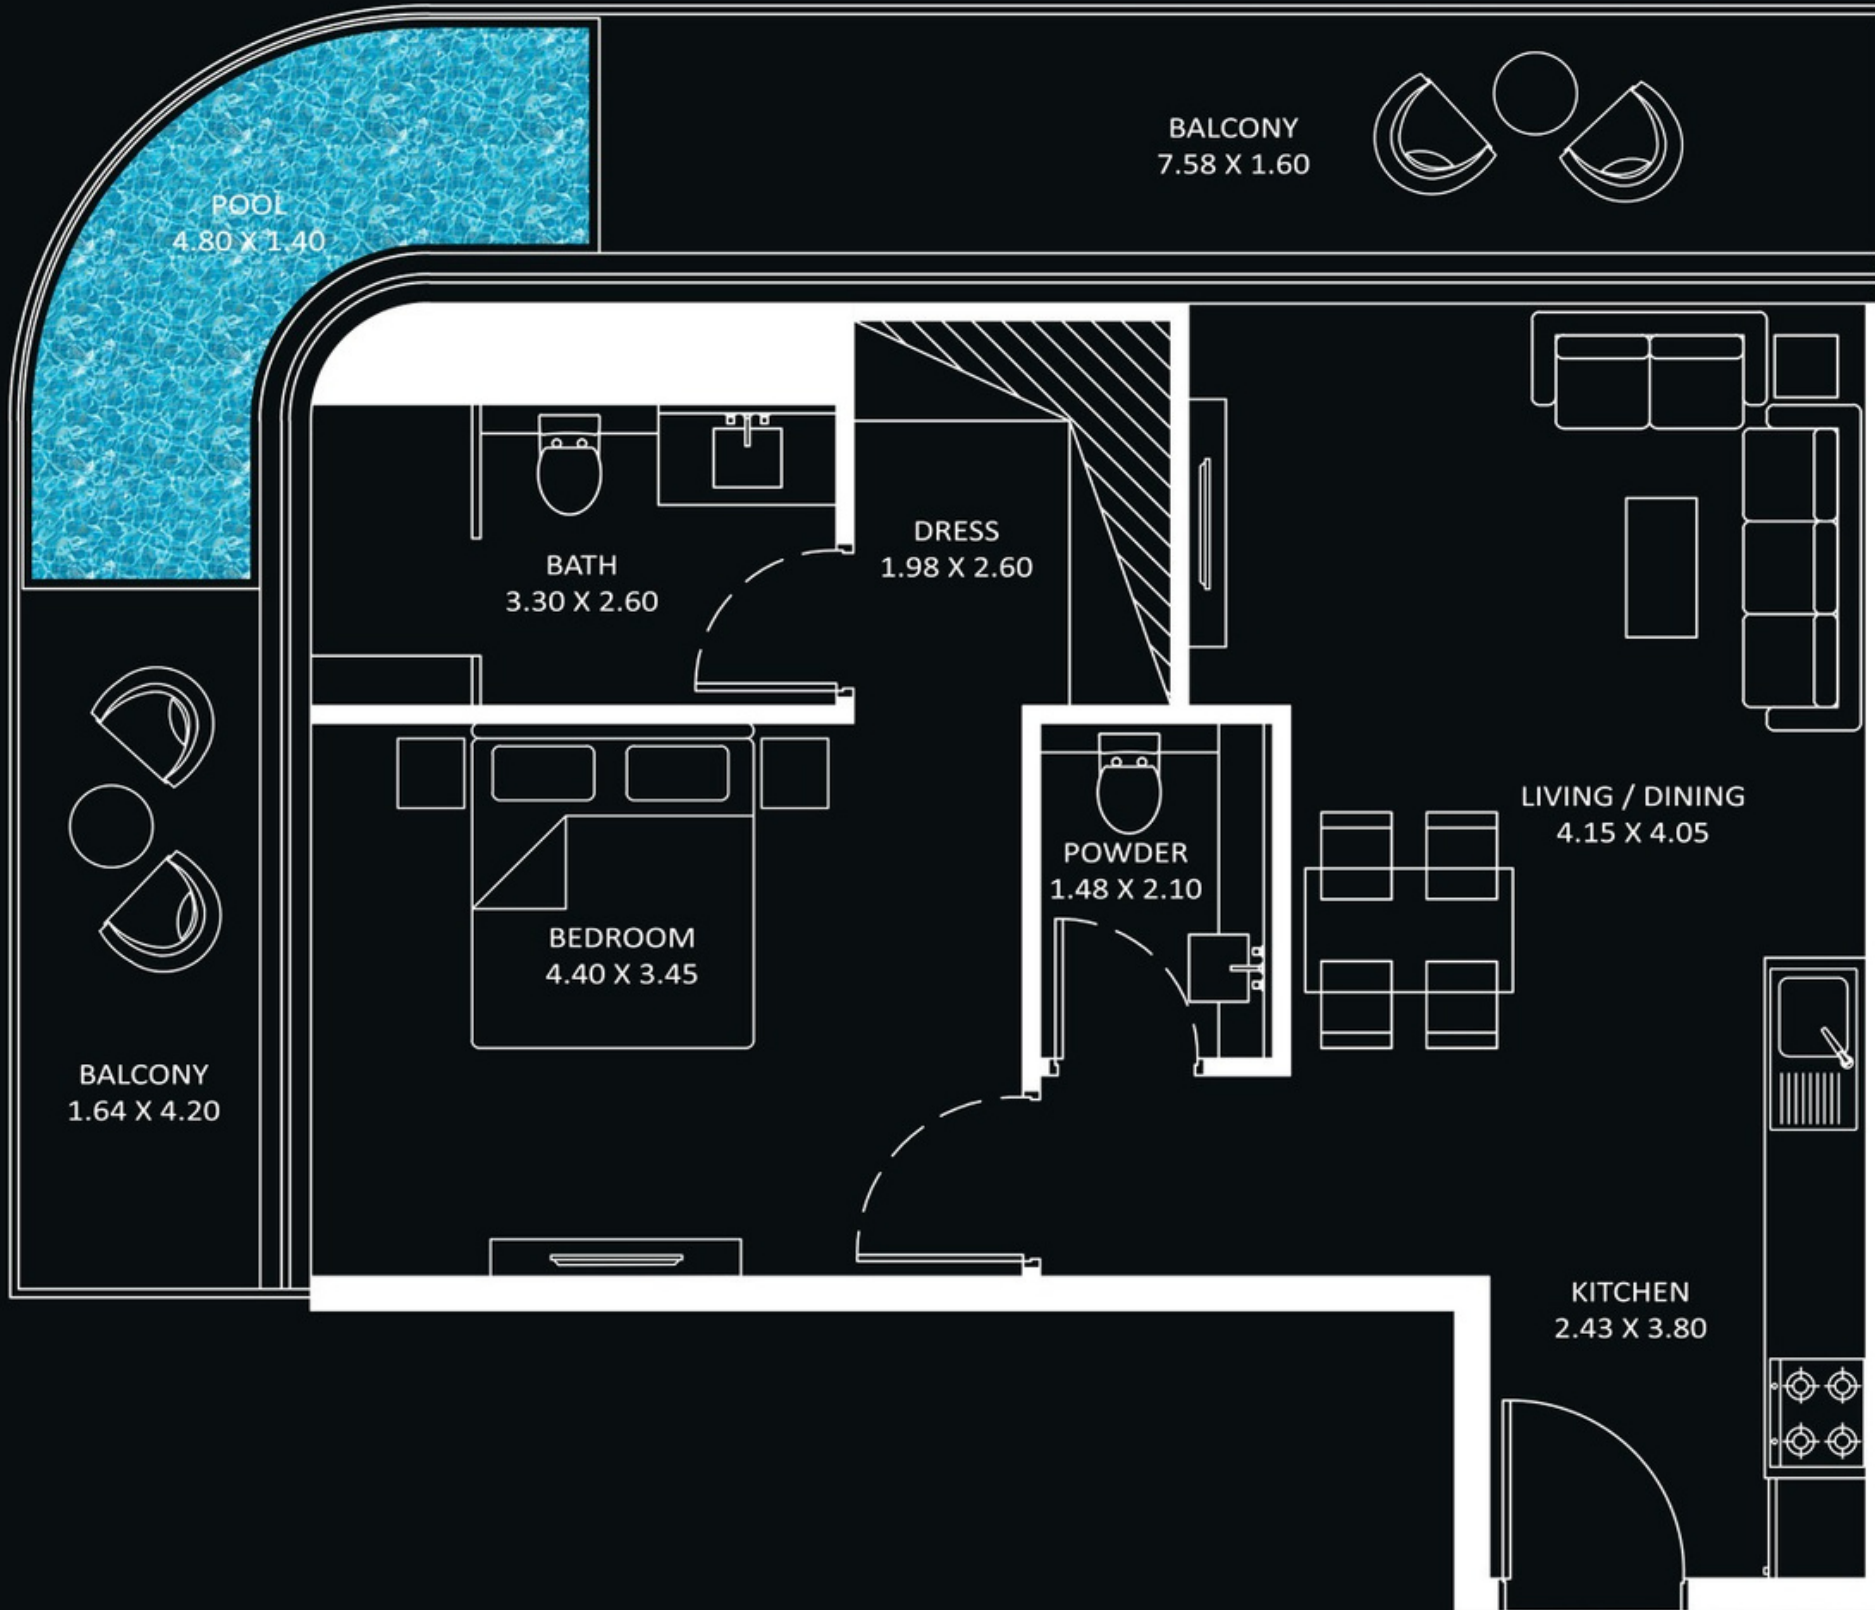 BALCONY
7.58 X 1.60
POOL
4.80 X 1.40
DRESS
1.98 X 2.60
BATH
3.30 X 2.60
LIVING / DINING
4.15 X 4.05
POWDER
1.48 X 2.10
BEDROOM
4.40 X 3.45
BALCONY
1.64 X 4.20
KITCHEN
2.43 X 3.80